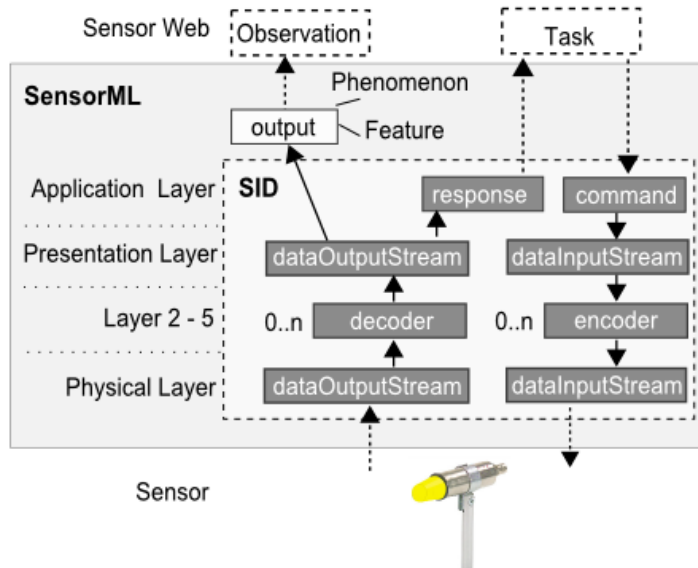 Sensor Web
Observation
Task
SensorML
Phenomenon
output
Feature
Application Layer
SID
response
command
Presentation Layer
dataOutputStream
dataInputStream
Layer 2 - 5
0..n
decoder
0..n
encoder
Physical Layer
dataOutputStream
dataInputStream
Sensor